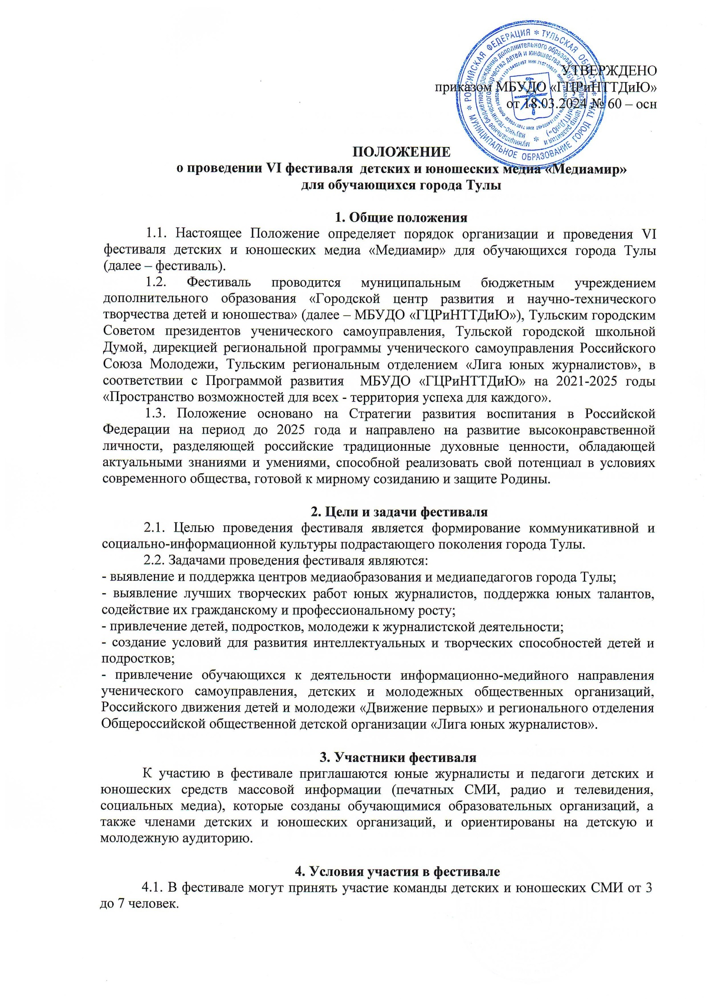 РОССИЙСКАЯ ФЕДЕРАЦИЯ * ТУЛЬСКАЯ ОБЛАСТЬ *
МУНИЦИПАЛЬНОЕ ОБРАЗОВАНИЕ ГОРОД ТУЛА *
УТВЕРЖДЕНО
приказом МБУДО «ГЦРиНТТДиЮ»
от 18.03.2024 № 60 – осн
ПОЛОЖЕНИЕ
о проведении VI фестиваля детских и юношеских медиа «Медиамир»
для обучающихся города Тулы
1. Общие положения
1.1. Настоящее Положение определяет порядок организации и проведения VI
фестиваля детских и юношеских медиа «Медиамир» для обучающихся города Тулы
(далее – фестиваль).
1.2. Фестиваль проводится муниципальным бюджетным учреждением
дополнительного образования «Городской центр развития и научно-технического
творчества детей и юношества» (далее – МБУДО «ГЦРиНТТДиЮ»), Тульским городским
Советом президентов ученического самоуправления, Тульской городской школьной
Думой, дирекцией региональной программы ученического самоуправления Российского
Союза Молодежи, Тульским региональным отделением «Лига юных журналистов», в
соответствии с Программой развития МБУДО «ГЦРиНТТДиЮ» на 2021-2025 годы
«Пространство возможностей для всех - территория успеха для каждого».
1.3. Положение основано на Стратегии развития воспитания в Российской
Федерации на период до 2025 года и направлено на развитие высоконравственной
личности, разделяющей российские традиционные духовные ценности, обладающей
актуальными знаниями и умениями, способной реализовать свой потенциал в условиях
современного общества, готовой к мирному созиданию и защите Родины.
2. Цели и задачи фестиваля
2.1. Целью проведения фестиваля является формирование коммуникативной и
социально-информационной культуры подрастающего поколения города Тулы.
2.2. Задачами проведения фестиваля являются:
- выявление и поддержка центров медиаобразования и медиапедагогов города Тулы;
- выявление лучших творческих работ юных журналистов, поддержка юных талантов,
содействие их гражданскому и профессиональному росту;
- привлечение детей, подростков, молодежи к журналистской деятельности;
- создание условий для развития интеллектуальных и творческих способностей детей и
подростков;
- привлечение обучающихся к деятельности информационно-медийного направления
ученического самоуправления, детских и молодежных общественных организаций,
Российского движения детей и молодежи «Движение первых» и регионального отделения
Общероссийской общественной детской организации «Лига юных журналистов».
3. Участники фестиваля
К участию в фестивале приглашаются юные журналисты и педагоги детских и
юношеских средств массовой информации (печатных СМИ, радио и телевидения,
социальных медиа), которые созданы обучающимися образовательных организаций, а
также членами детских и юношеских организаций, и ориентированы на детскую и
молодежную аудиторию.
4. Условия участия в фестивале
4.1. В фестивале могут принять участие команды детских и юношеских СМИ от 3
до 7 человек.